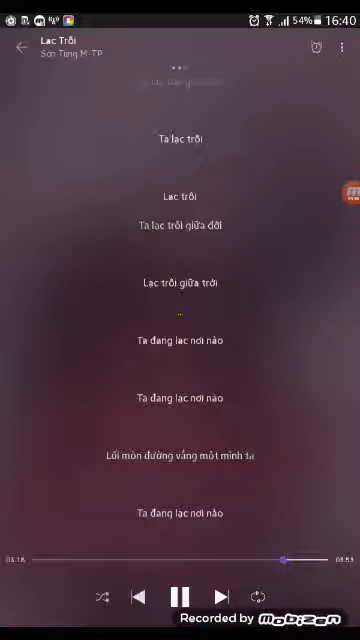 54% 16:40
Lạc Trôi
Sơn Tùng M-TP
Ta lạc trôi
Lạc trôi
Ta lạc trôi giữa đời
Lạc trôi giữa trời
...
Ta đang lạc nơi nào
Ta đang lạc nơi nào
Lối mòn đường vắng một mình ta
Ta đang lạc nơi nào
03:18 03:53
Recorded by mobizen